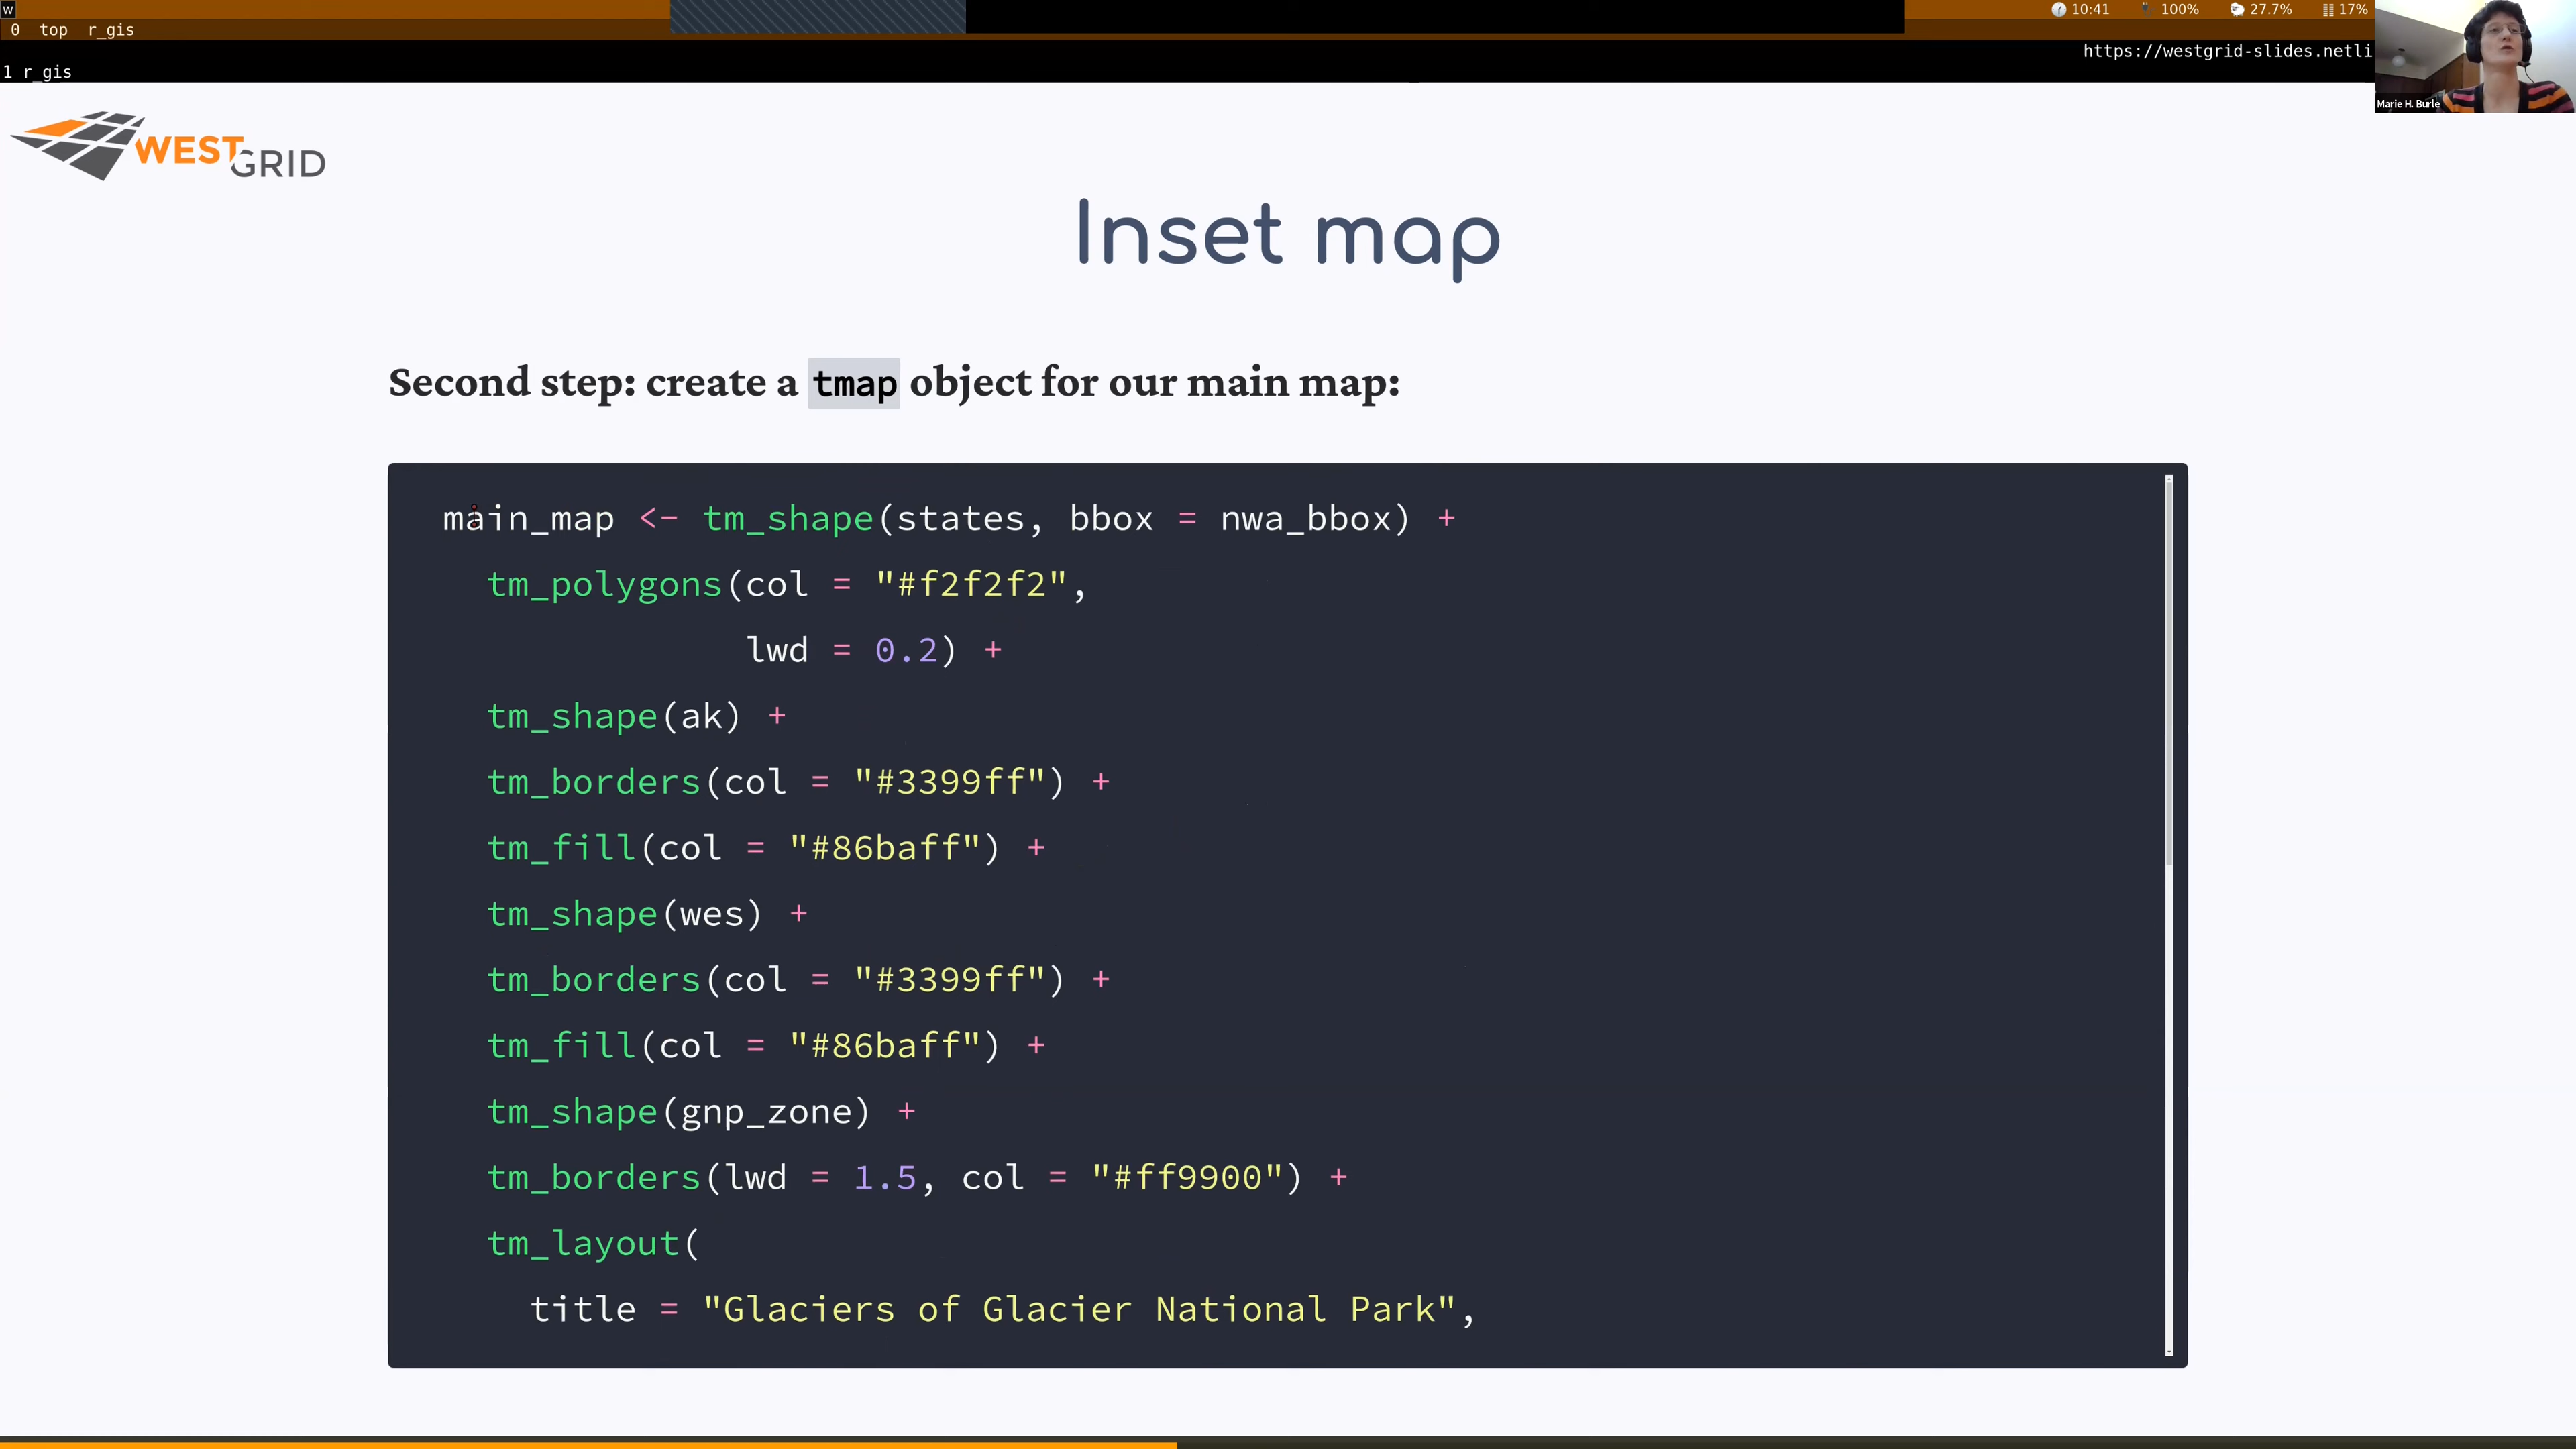 w
10:41 100% 27.7% 17%
0 top r_gis
https://westgrid-slides.netli
1 r_gis
Marie H. Burle
WESTGRID
Inset map
Second step: create a tmap object for our main map:
main_map <- tm_shape(states, bbox = nwa_bbox) +
tm_polygons(col = "#f2f2f2",
lwd = 0.2) +
tm_shape(ak) +
tm_borders(col = "#3399ff") +
tm_fill(col = "#86baff") +
tm_shape(wes) +
tm_borders(col = "#3399ff") +
tm_fill(col = "#86baff") +
tm_shape(gnp_zone) +
tm_borders(lwd = 1.5, col = "#ff9900") +
tm_layout(
title = "Glaciers of Glacier National Park",